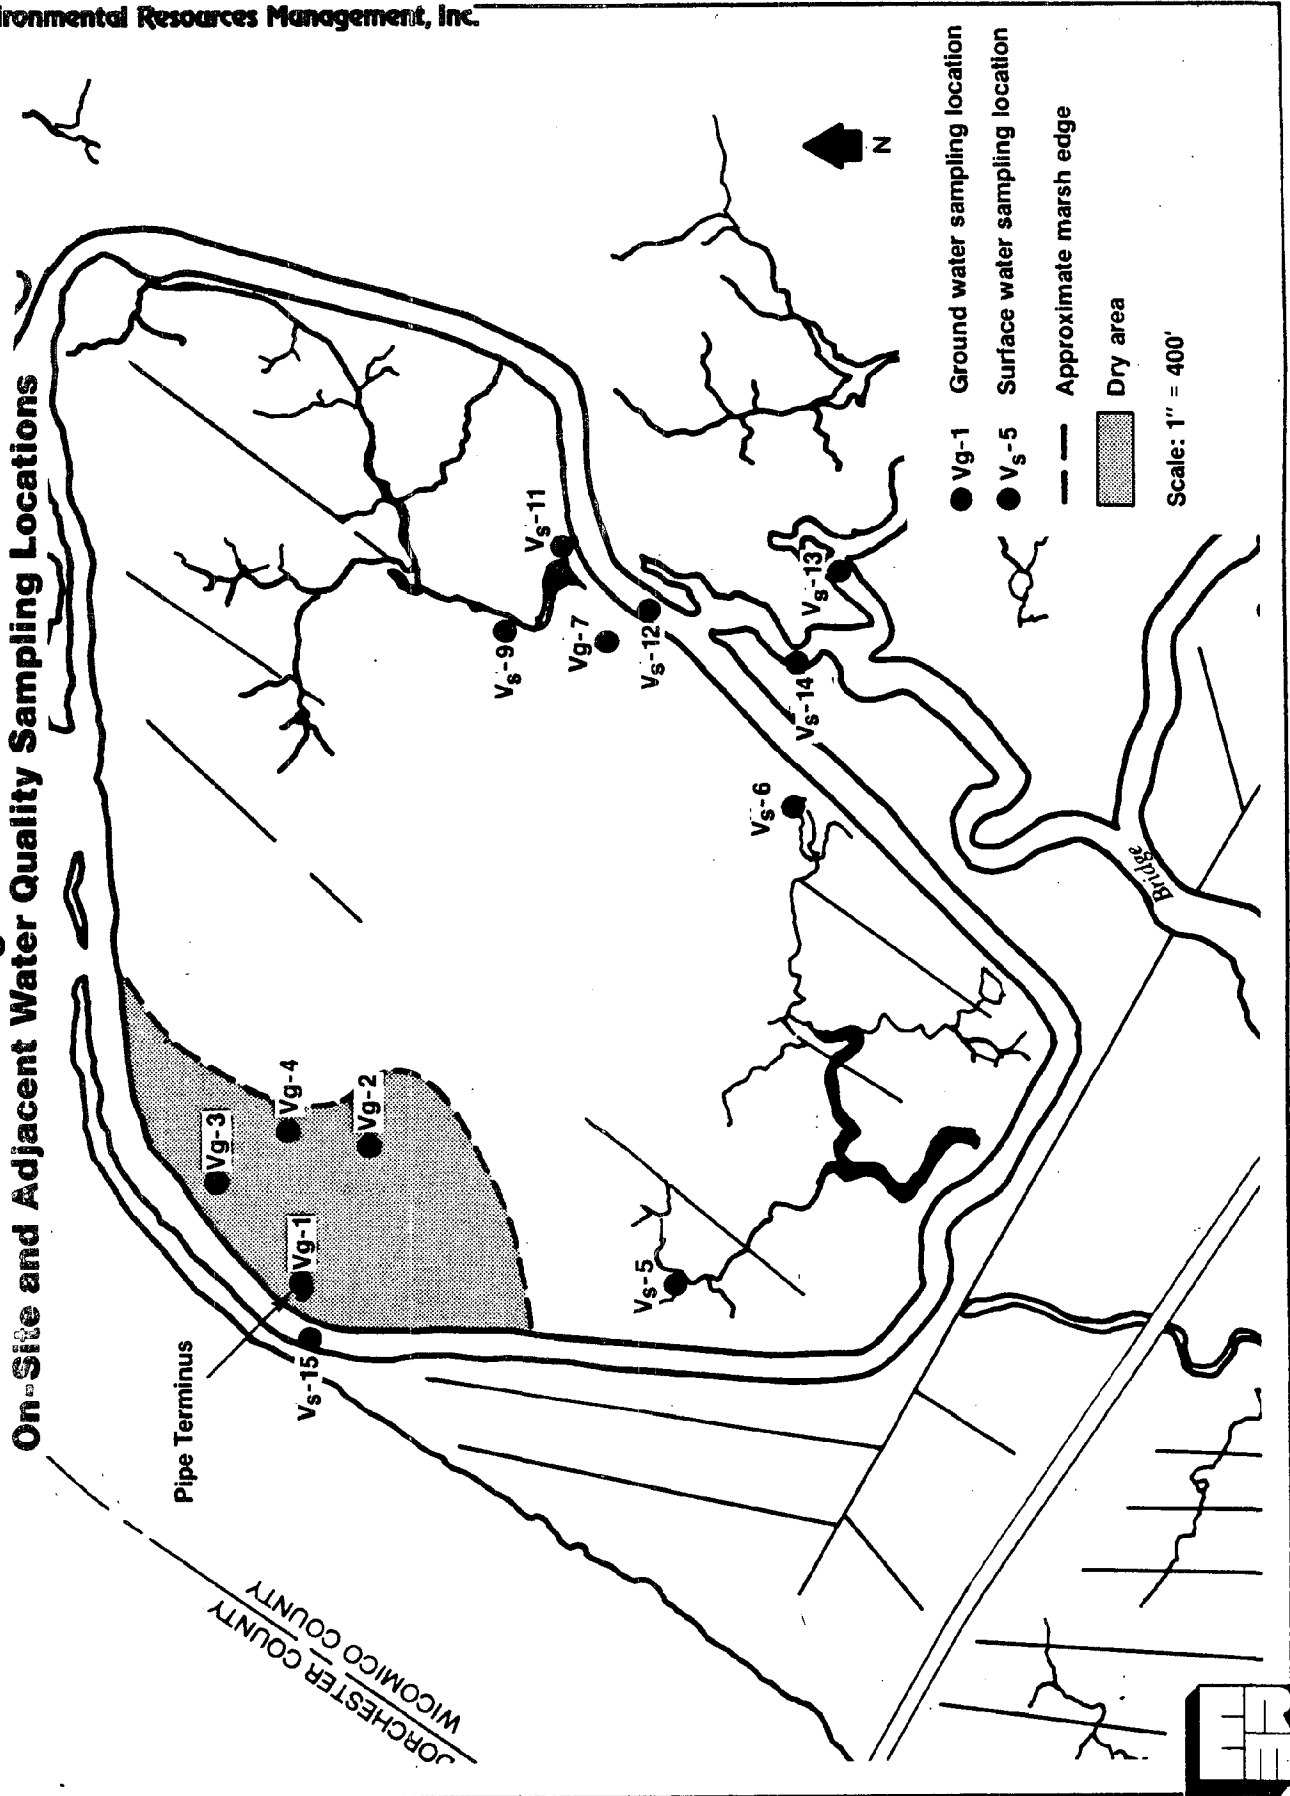 ironmental Resources Management, Inc.
On-Site and Adjacent Water Quality Sampling Locations
DORCHESTER COUNTY
WICOMICO COUNTY
Pipe Terminus
Vs-15
Vg-1
Vg-3
Vg-4
Vg-2
Vs-5
Vs-6
Vs-9
Vg-7
Vs-11
Vs-12
Vs-14
Vs-13
Bridge
N
Vg-1 Ground water sampling location
Vs-5 Surface water sampling location
Approximate marsh edge
Dry area
Scale: 1" = 400'